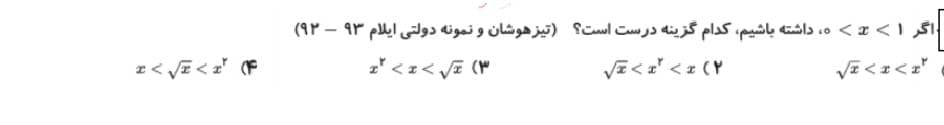 اگر ۰ < x < ۱، داشته باشیم، کدام گزینه درست است؟ (تیزهوشان و نمونه دولتی ایلام ۹۳ – ۹۲)
) √x < x < x² ۲) √x < x² < x ۳) x² < x < √x ۴) x < √x < x²